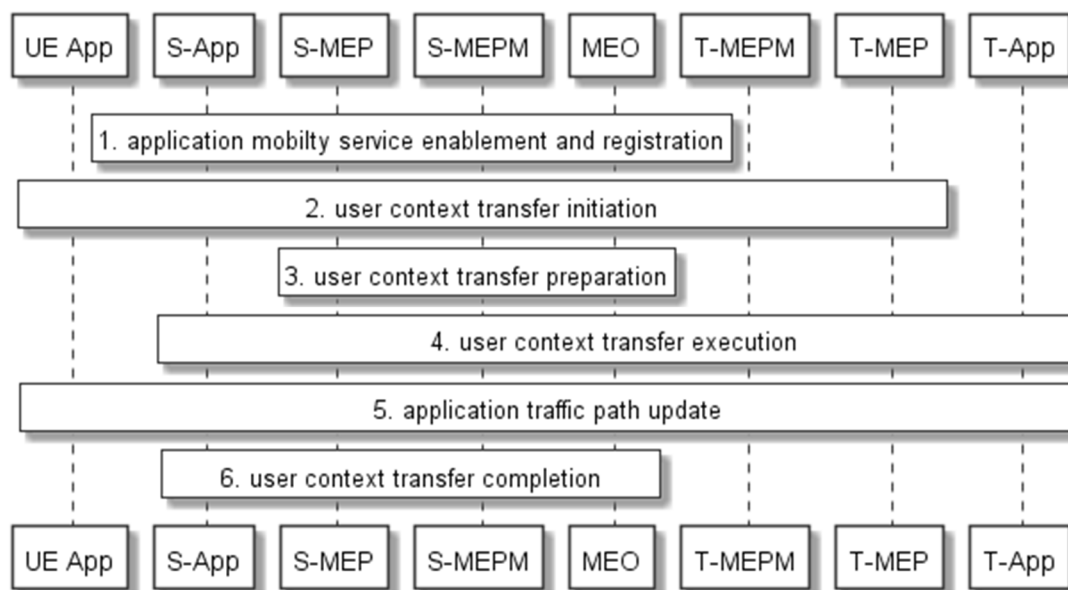 UE App S-App S-MEP S-MEPM MEO T-MEPM T-MEP T-App
1. application mobilty service enablement and registration
2. user context transfer initiation
3. user context transfer preparation
4. user context transfer execution
5. application traffic path update
6. user context transfer completion
UE App S-App S-MEP S-MEPM MEO T-MEPM T-MEP T-App